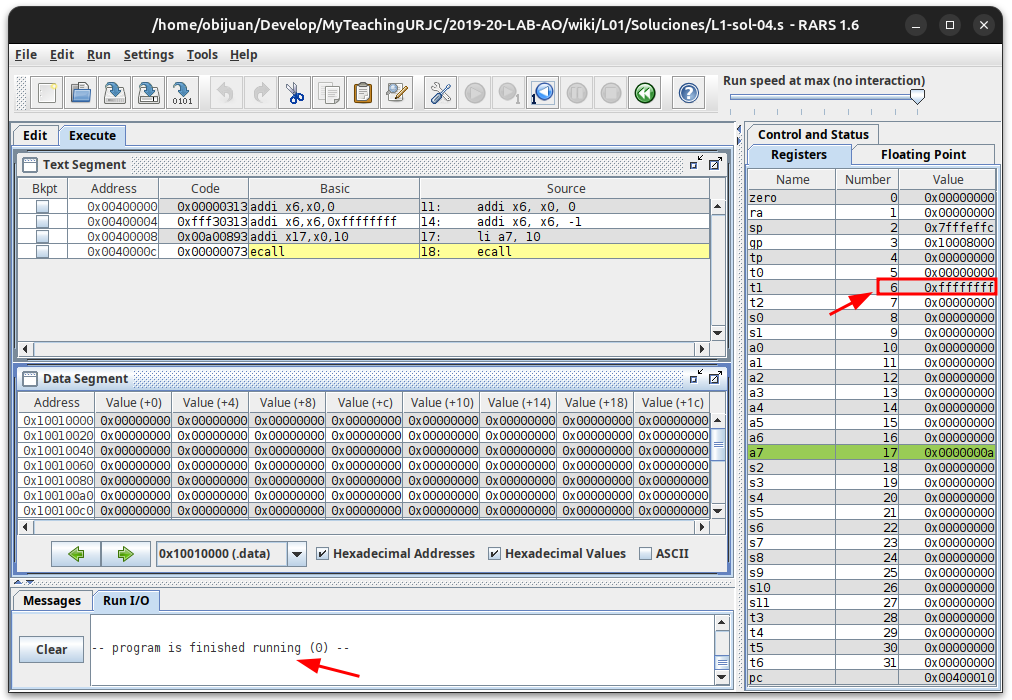 /home/obijuan/Develop/MyTeachingURJC/2019-20-LAB-AO/wiki/L01/Soluciones/L1-sol-04.s - RARS 1.6
File Edit Run Settings Tools Help
0101 1 1 ?
Run speed at max (no interaction)
Edit Execute
Text Segment
Bkpt Address Code Basic Source
0x00400000 0x00000313 addi x6,x0,0 11: addi x6, x0, 0
0x00400004 0xfff30313 addi x6,x6,0xffffffff 14: addi x6, x6, -1
0x00400008 0x00a00893 addi x17,x0,10 17: li a7, 10
0x0040000c 0x00000073 ecall 18: ecall
Data Segment
Address Value (+0) Value (+4) Value (+8) Value (+c) Value (+10) Value (+14) Value (+18) Value (+1c)
0x10010000 0x00000000 0x00000000 0x00000000 0x00000000 0x00000000 0x00000000 0x00000000 0x00000000
0x10010020 0x00000000 0x00000000 0x00000000 0x00000000 0x00000000 0x00000000 0x00000000 0x00000000
0x10010040 0x00000000 0x00000000 0x00000000 0x00000000 0x00000000 0x00000000 0x00000000 0x00000000
0x10010060 0x00000000 0x00000000 0x00000000 0x00000000 0x00000000 0x00000000 0x00000000 0x00000000
0x10010080 0x00000000 0x00000000 0x00000000 0x00000000 0x00000000 0x00000000 0x00000000 0x00000000
0x100100a0 0x00000000 0x00000000 0x00000000 0x00000000 0x00000000 0x00000000 0x00000000 0x00000000
0x100100c0 0x00000000 0x00000000 0x00000000 0x00000000 0x00000000 0x00000000 0x00000000 0x00000000
0x10010000 (.data) Hexadecimal Addresses Hexadecimal Values ASCII
Messages Run I/O
Clear
-- program is finished running (0) --
Control and Status
Registers Floating Point
Name Number Value
zero 0 0x00000000
ra 1 0x00000000
sp 2 0x7fffeffc
gp 3 0x10008000
tp 4 0x00000000
t0 5 0x00000000
t1 6 0xffffffff
t2 7 0x00000000
s0 8 0x00000000
s1 9 0x00000000
a0 10 0x00000000
a1 11 0x00000000
a2 12 0x00000000
a3 13 0x00000000
a4 14 0x00000000
a5 15 0x00000000
a6 16 0x00000000
a7 17 0x0000000a
s2 18 0x00000000
s3 19 0x00000000
s4 20 0x00000000
s5 21 0x00000000
s6 22 0x00000000
s7 23 0x00000000
s8 24 0x00000000
s9 25 0x00000000
s10 26 0x00000000
s11 27 0x00000000
t3 28 0x00000000
t4 29 0x00000000
t5 30 0x00000000
t6 31 0x00000000
pc 0x00400010